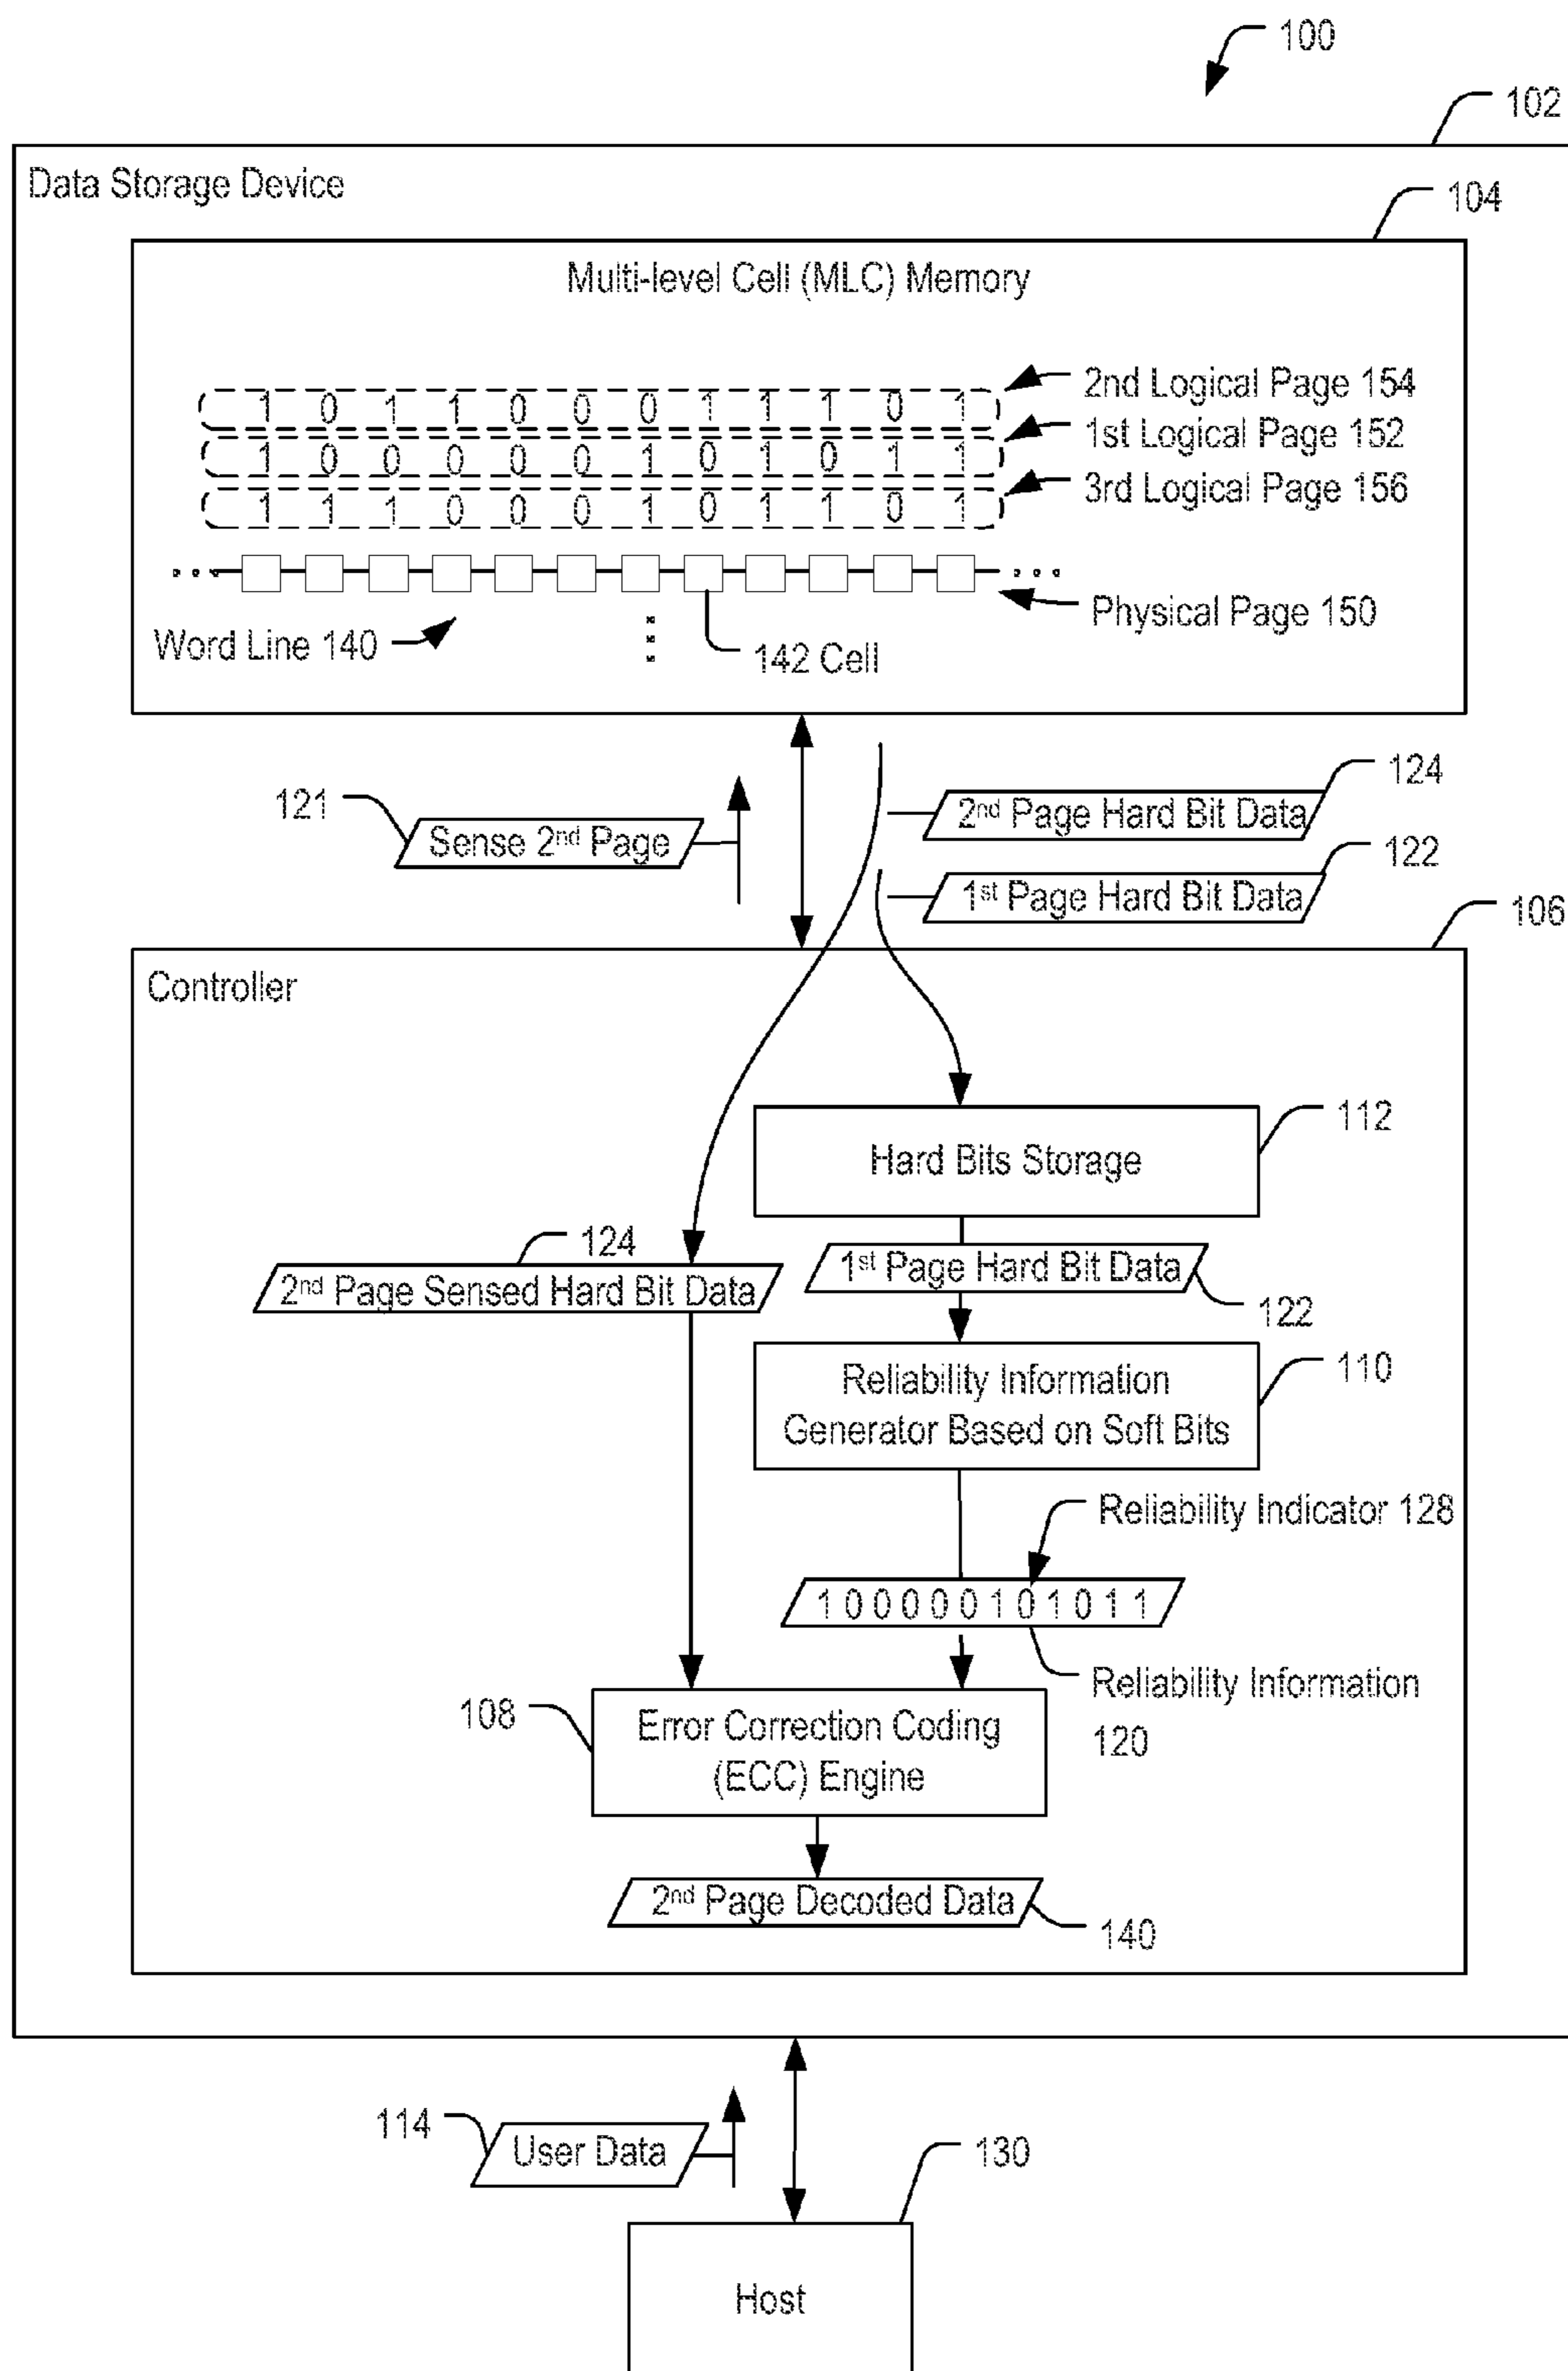 100
102
Data Storage Device
104
Multi-level Cell (MLC) Memory
1 0 1 1 0 0 0 1 1 1 0 1
2nd Logical Page 154
1 0 0 0 0 0 1 0 1 0 1 1
1st Logical Page 152
1 1 1 0 0 0 1 0 1 1 0 1
3rd Logical Page 156
Physical Page 150
Word Line 140
142 Cell
124
2nd Page Hard Bit Data
121
Sense 2nd Page
122
1st Page Hard Bit Data
106
Controller
112
Hard Bits Storage
124
2nd Page Sensed Hard Bit Data
1st Page Hard Bit Data
122
110
Reliability Information
Generator Based on Soft Bits
Reliability Indicator 128
1 0 0 0 0 0 1 0 1 0 1 1
Reliability Information
120
108
Error Correction Coding
(ECC) Engine
2nd Page Decoded Data
140
114
User Data
130
Host